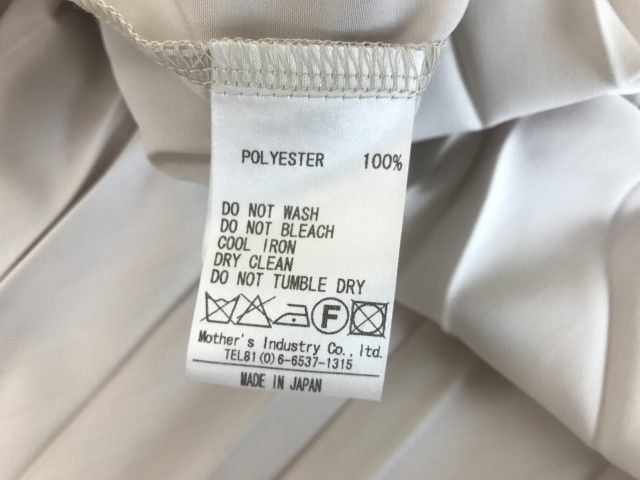 POLYESTER 100%
DO NOT WASH
DO NOT BLEACH
COOL IRON
DRY CLEAN
DO NOT TUMBLE DRY
F
Mother's Industry Co., ltd.
TEL81(0)6-6537-1315
MADE IN JAPAN